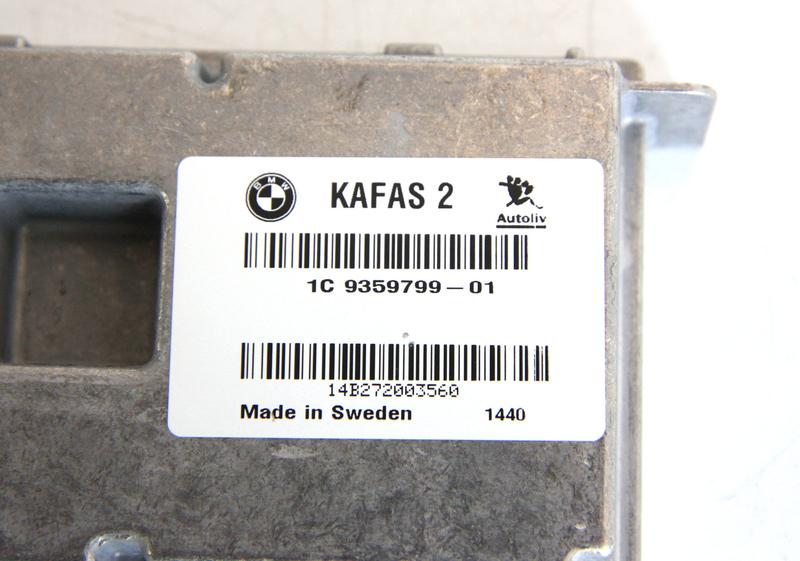 BMW KAFAS 2 Autoliv
1C 9359799-01
14B272003560
Made in Sweden 1440